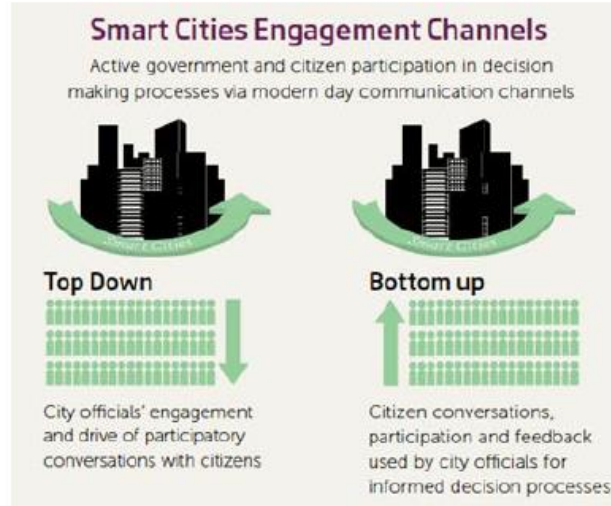 Smart Cities Engagement Channels
Active government and citizen participation in decision
making processes via modern day communication channels
Smart Cities
Smart Cities
Top Down
Bottom up
City officials' engagement
and drive of participatory
conversations with citizens
Citizen conversations,
participation and feedback
used by city officials for
informed decision processes